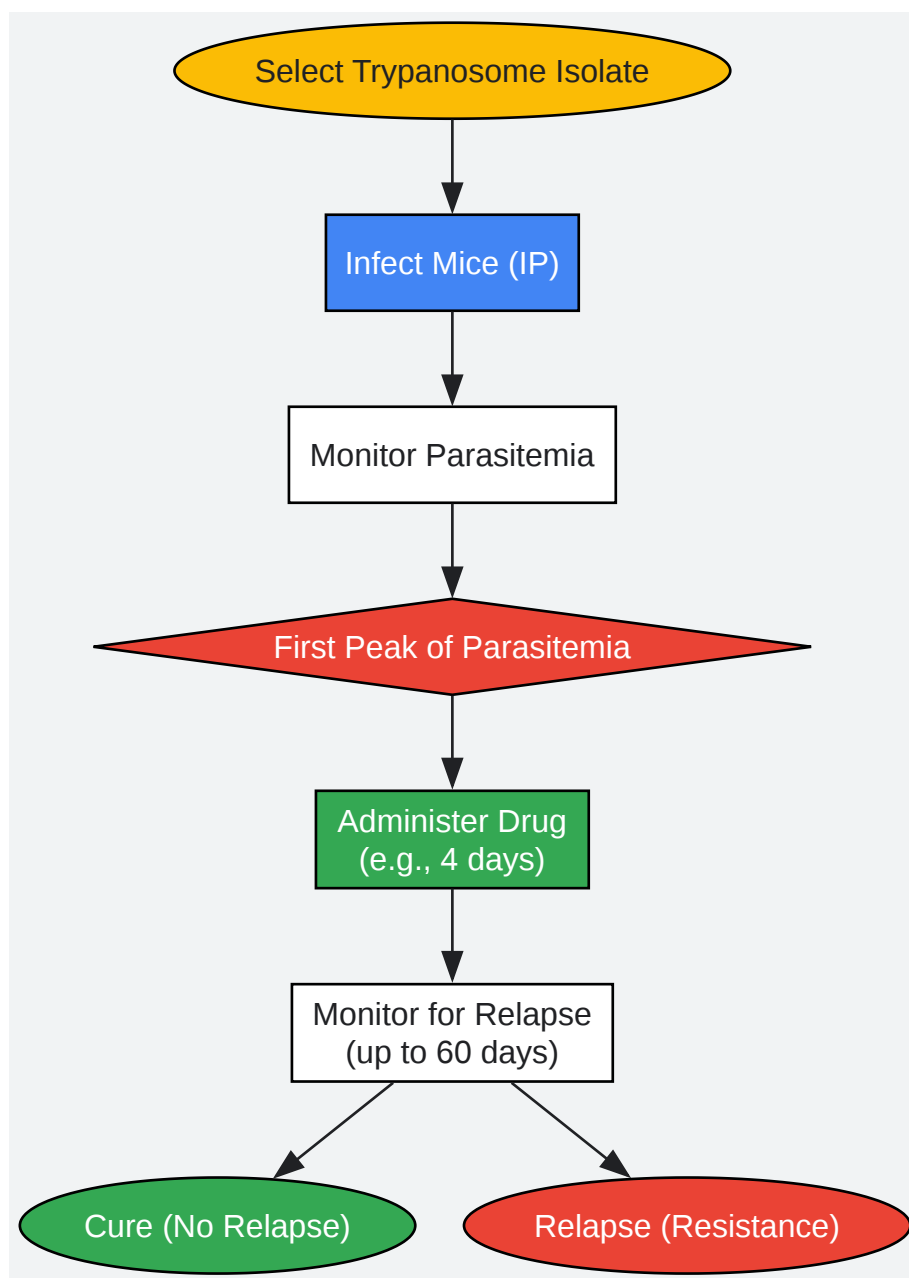 Select Trypanosome Isolate
Infect Mice (IP)
Monitor Parasitemia
First Peak of Parasitemia
Administer Drug
(e.g., 4 days)
Monitor for Relapse
(up to 60 days)
Cure (No Relapse)
Relapse (Resistance)